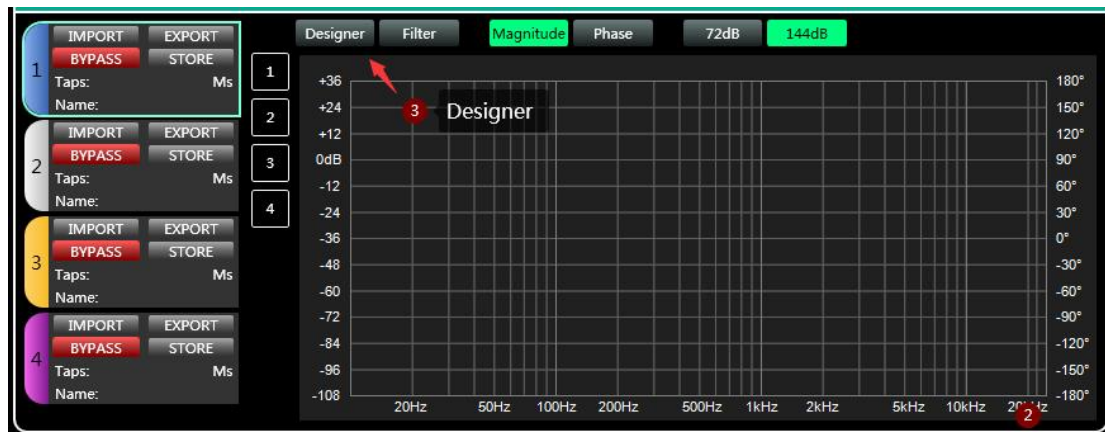 IMPORT EXPORT
BYPASS STORE
1
Taps: Ms
Name:
IMPORT EXPORT
BYPASS STORE
2
Taps: Ms
Name:
IMPORT EXPORT
BYPASS STORE
3
Taps: Ms
Name:
IMPORT EXPORT
BYPASS STORE
4
Taps: Ms
Name:
1
2
3
4
Designer Filter Magnitude Phase 72dB 144dB
3 Designer
+36 180°
+24 150°
+12 120°
0dB 90°
-12 60°
-24 30°
-36 0°
-48 -30°
-60 -60°
-72 -90°
-84 -120°
-96 -150°
-108 -180°
20Hz 50Hz 100Hz 200Hz 500Hz 1kHz 2kHz 5kHz 10kHz
2